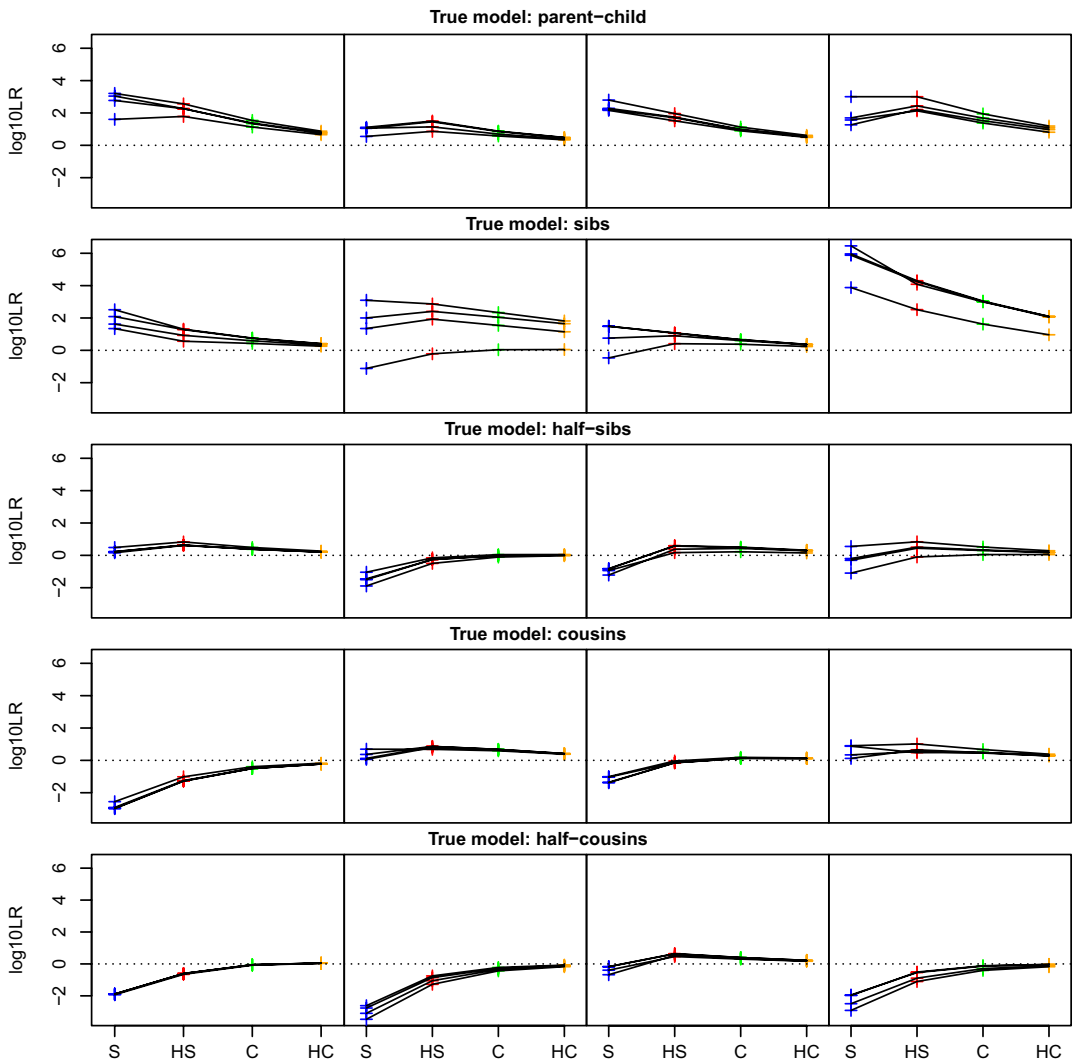 True model: parent−child
log10LR
6
4
2
0
−2
True model: sibs
log10LR
6
4
2
0
−2
True model: half−sibs
log10LR
6
4
2
0
−2
True model: cousins
log10LR
6
4
2
0
−2
True model: half−cousins
log10LR
6
4
2
0
−2
S HS C HC S HS C HC S HS C HC S HS C HC